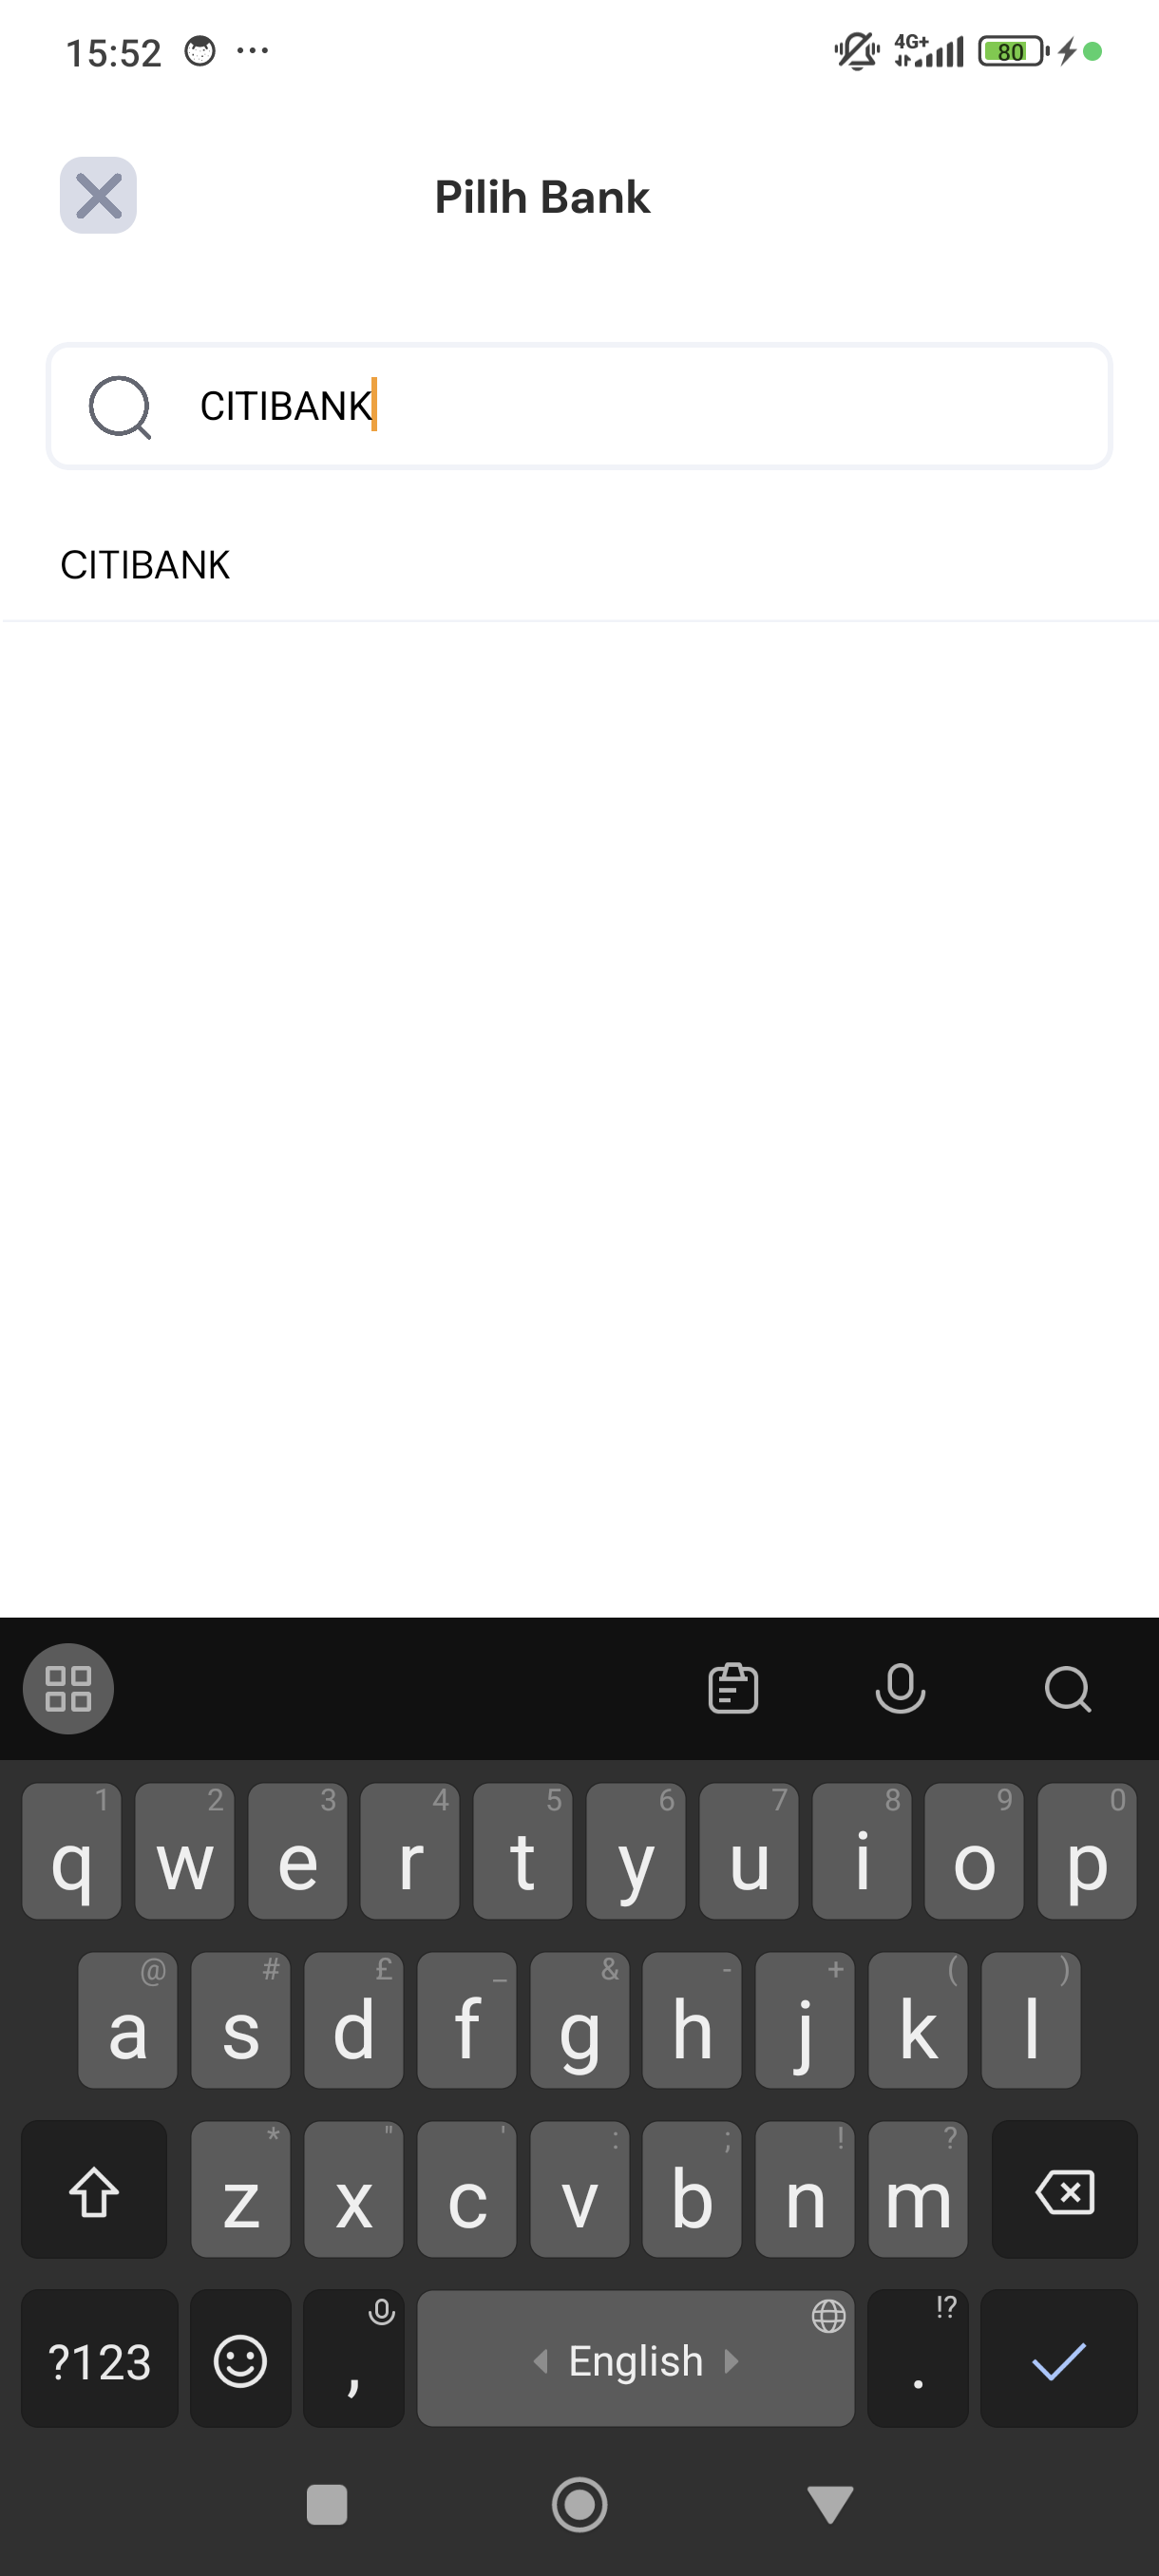 15:52 ... 4G+ 80
Pilih Bank
CITIBANK
CITIBANK
1 2 3 4 5 6 7 8 9 0
q w e r t y u i o p
@ # £ _ & - + ( )
a s d f g h j k l
* " ' : ; ! ?
z x c v b n m
!?
?123 , English .